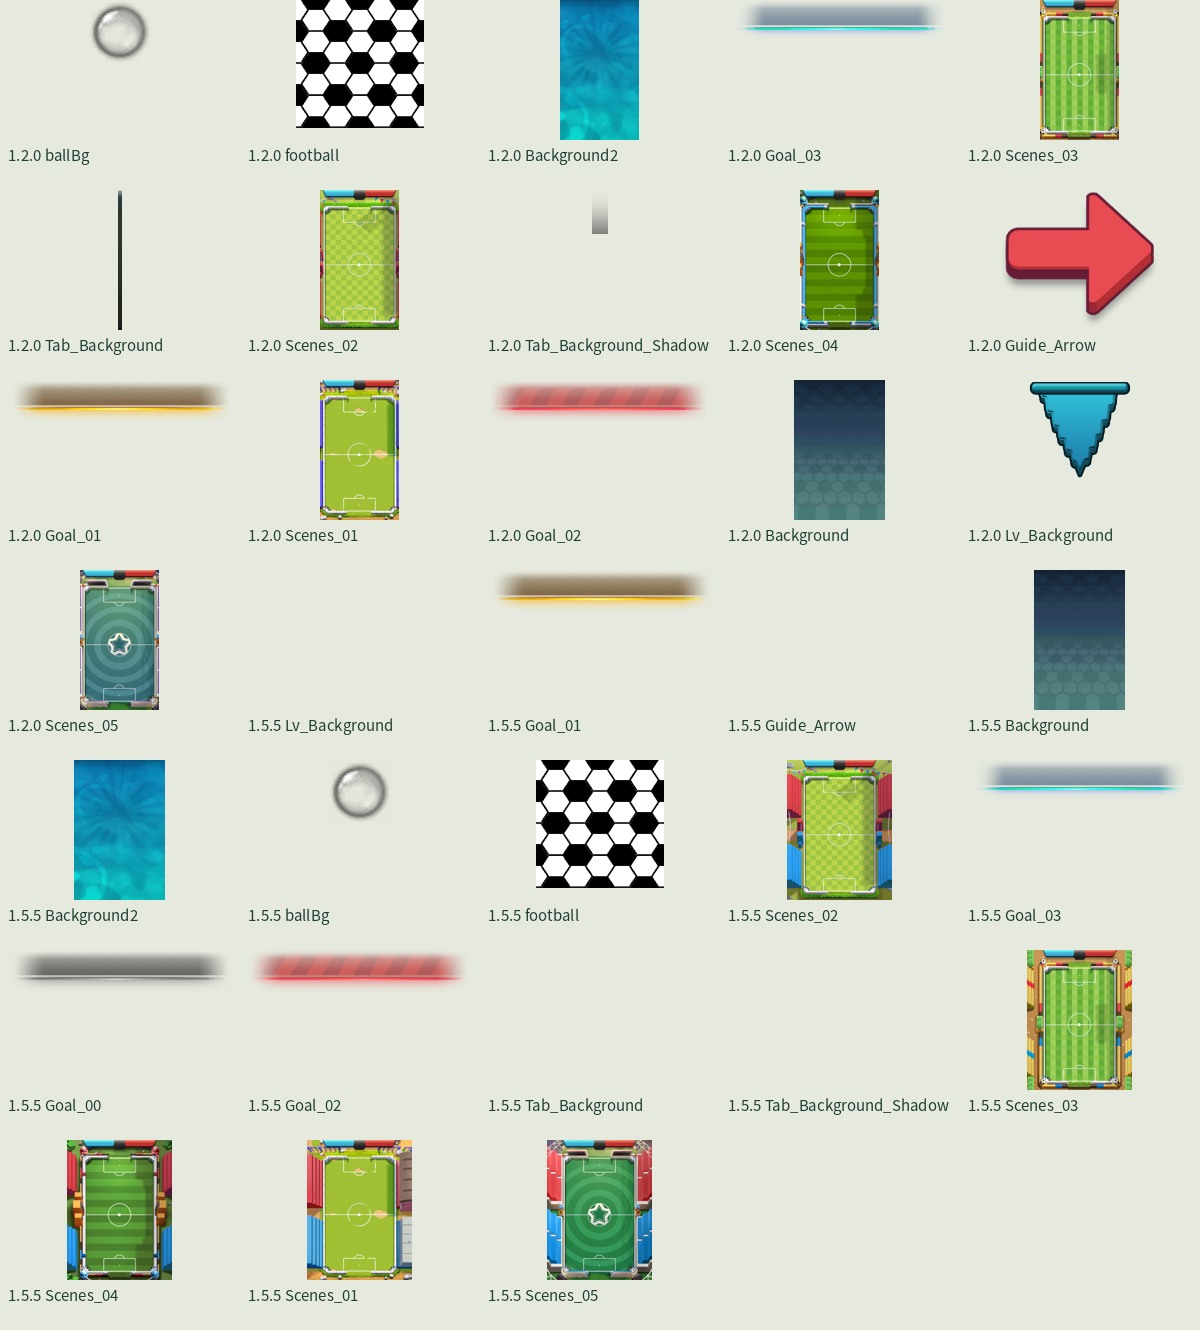 1.2.0 ballBg
1.2.0 football
1.2.0 Background2
1.2.0 Goal_03
1.2.0 Scenes_03
1.2.0 Tab_Background
1.2.0 Scenes_02
1.2.0 Tab_Background_Shadow
1.2.0 Scenes_04
1.2.0 Guide_Arrow
1.2.0 Goal_01
1.2.0 Scenes_01
1.2.0 Goal_02
1.2.0 Background
1.2.0 Lv_Background
1.2.0 Scenes_05
1.5.5 Lv_Background
1.5.5 Goal_01
1.5.5 Guide_Arrow
1.5.5 Background
1.5.5 Background2
1.5.5 ballBg
1.5.5 football
1.5.5 Scenes_02
1.5.5 Goal_03
1.5.5 Goal_00
1.5.5 Goal_02
1.5.5 Tab_Background
1.5.5 Tab_Background_Shadow
1.5.5 Scenes_03
1.5.5 Scenes_04
1.5.5 Scenes_01
1.5.5 Scenes_05